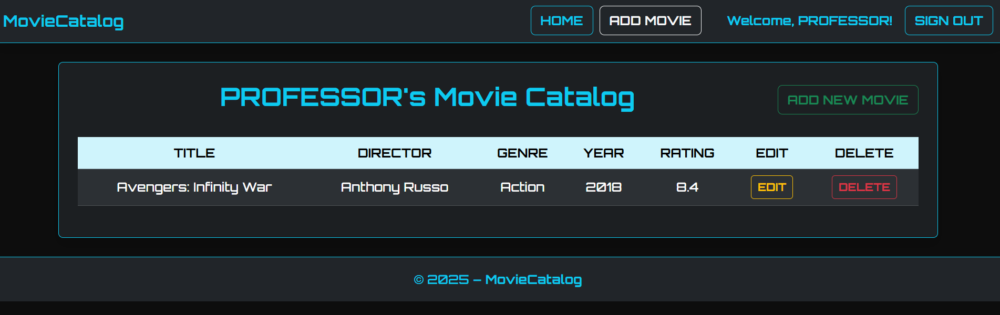 MovieCatalog HOME ADD MOVIE Welcome, PROFESSOR! SIGN OUT
PROFESSOR's Movie Catalog ADD NEW MOVIE
TITLE DIRECTOR GENRE YEAR RATING EDIT DELETE
Avengers: Infinity War Anthony Russo Action 2018 8.4 EDIT DELETE
© 2025 – MovieCatalog